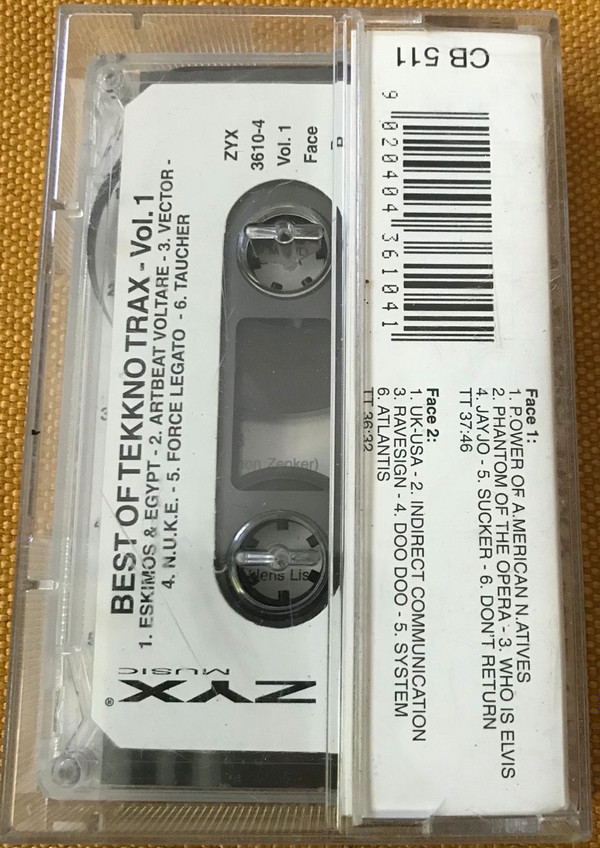 BEST OF TEKKNO TRAX - Vol. 1
1. ESKIMOS & EGYPT - 2. ARTBEAT VOLTARE - 3. VECTOR -
4. N.U.K.E. - 5. FORCE LEGATO - 6. TAUCHER
ZYX
3610-4
Vol. 1
Face
ZYX
MUSIC
®
Zenker)
CB 511
9 020404 361041
Face 1:
1. P.OWER OF A.MERICAN N.ATIVES
2. PHANTOM OF THE OPERA - 3. WHO IS ELVIS
4. JAYJO - 5. SUCKER - 6. DON'T RETURN
TT 37:46
Face 2:
1. UK-USA - 2. INDIRECT COMMUNICATION
3. RAVESIGN - 4. DOO DOO - 5. SYSTEM
6. ATLANTIS
TT 36:32